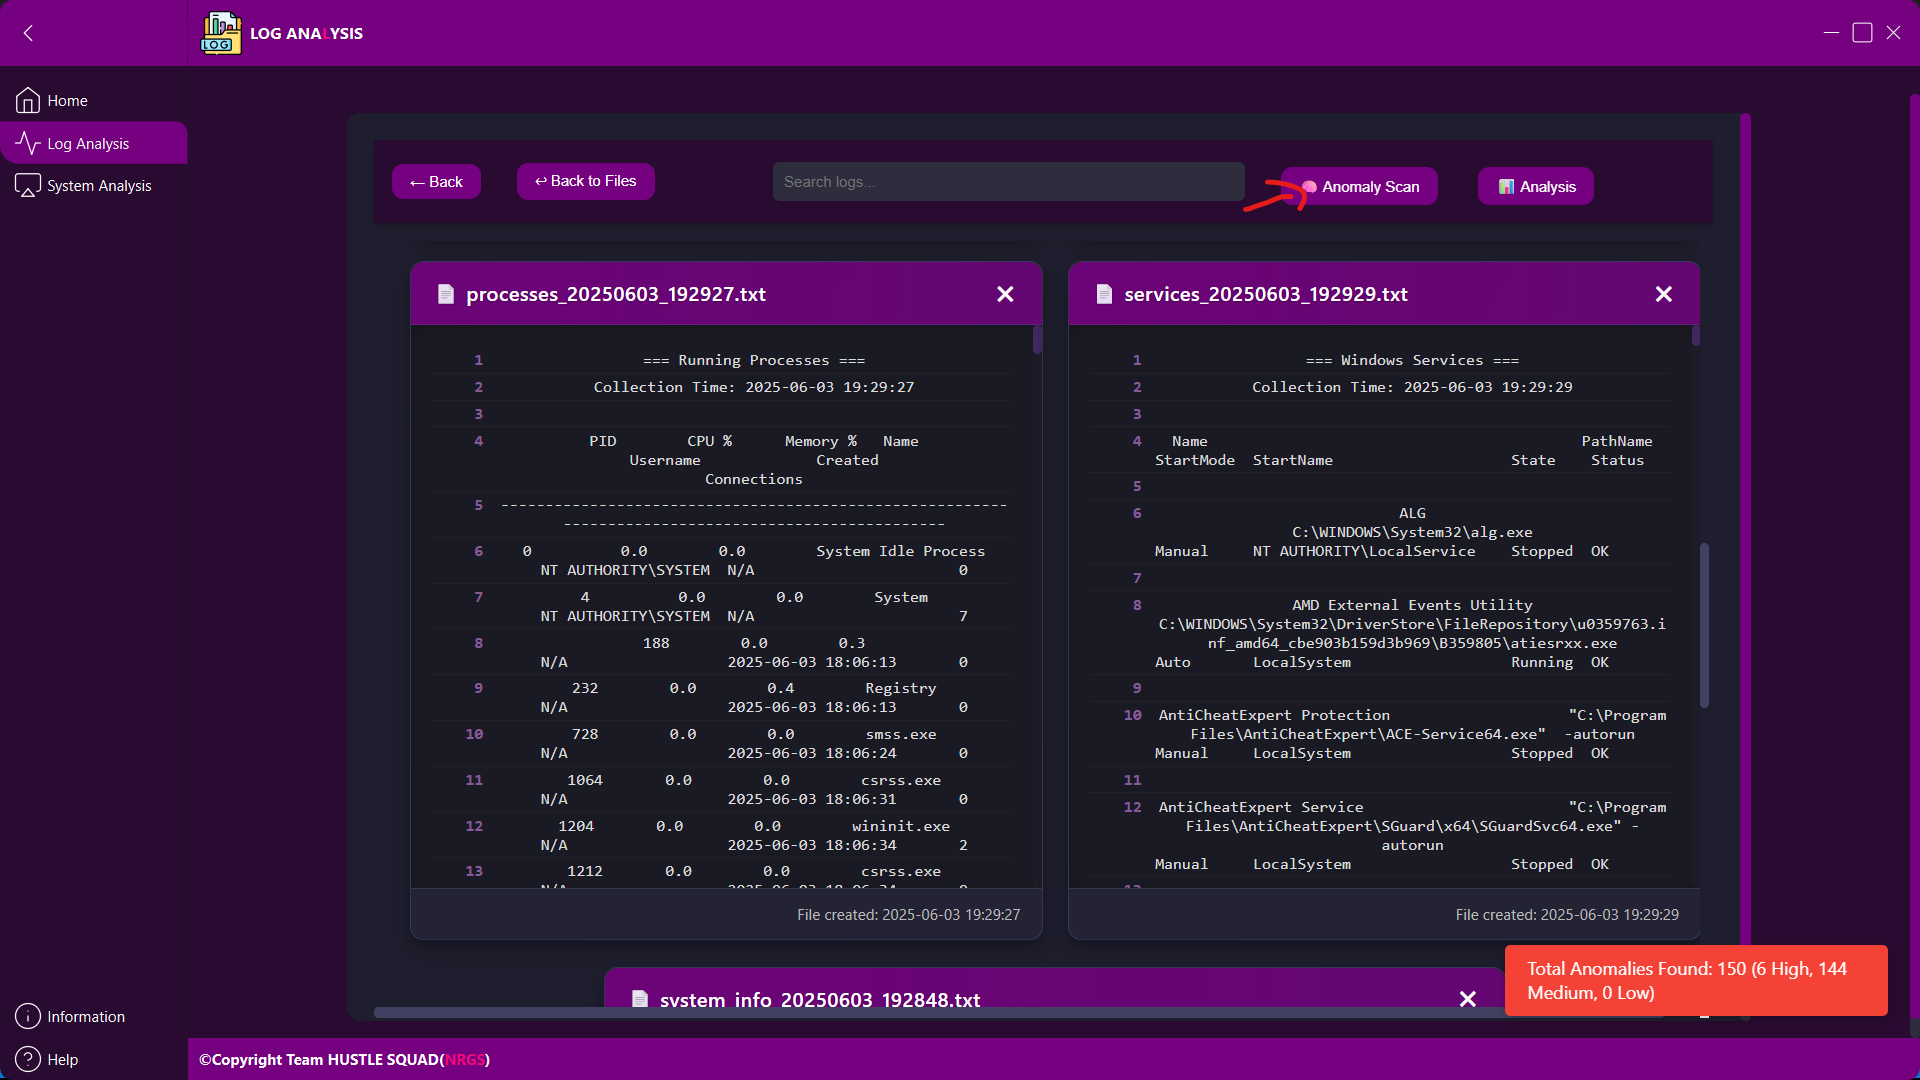 LOG ANALYSIS
Home
Log Analysis
System Analysis
← Back
↩ Back to Files
Search logs...
Anomaly Scan
Analysis
processes_20250603_192927.txt
1 === Running Processes ===
2 Collection Time: 2025-06-03 19:29:27
3
4 PID CPU % Memory % Name
Username Created
Connections
5 ---------------------------------------------------------
-------------------------------------------
6 0 0.0 0.0 System Idle Process
NT AUTHORITY\SYSTEM N/A 0
7 4 0.0 0.0 System
NT AUTHORITY\SYSTEM N/A 7
8 188 0.0 0.3
N/A 2025-06-03 18:06:13 0
9 232 0.0 0.4 Registry
N/A 2025-06-03 18:06:13 0
10 728 0.0 0.0 smss.exe
N/A 2025-06-03 18:06:24 0
11 1064 0.0 0.0 csrss.exe
N/A 2025-06-03 18:06:31 0
12 1204 0.0 0.0 wininit.exe
N/A 2025-06-03 18:06:34 2
13 1212 0.0 0.0 csrss.exe
File created: 2025-06-03 19:29:27
services_20250603_192929.txt
1 === Windows Services ===
2 Collection Time: 2025-06-03 19:29:29
3
4 Name PathName
StartMode StartName State Status
5
6 ALG
C:\WINDOWS\System32\alg.exe
Manual NT AUTHORITY\LocalService Stopped OK
7
8 AMD External Events Utility
C:\WINDOWS\System32\DriverStore\FileRepository\u0359763.i
nf_amd64_cbe903b159d3b969\B359805\atiesrxx.exe
Auto LocalSystem Running OK
9
10 AntiCheatExpert Protection "C:\Program
Files\AntiCheatExpert\ACE-Service64.exe" -autorun
Manual LocalSystem Stopped OK
11
12 AntiCheatExpert Service "C:\Program
Files\AntiCheatExpert\SGuard\x64\SGuardSvc64.exe" -
autorun
Manual LocalSystem Stopped OK
File created: 2025-06-03 19:29:29
system_info_20250603_192848.txt
Total Anomalies Found: 150 (6 High, 144
Medium, 0 Low)
Information
Help
©Copyright Team HUSTLE SQUAD(NRGS)